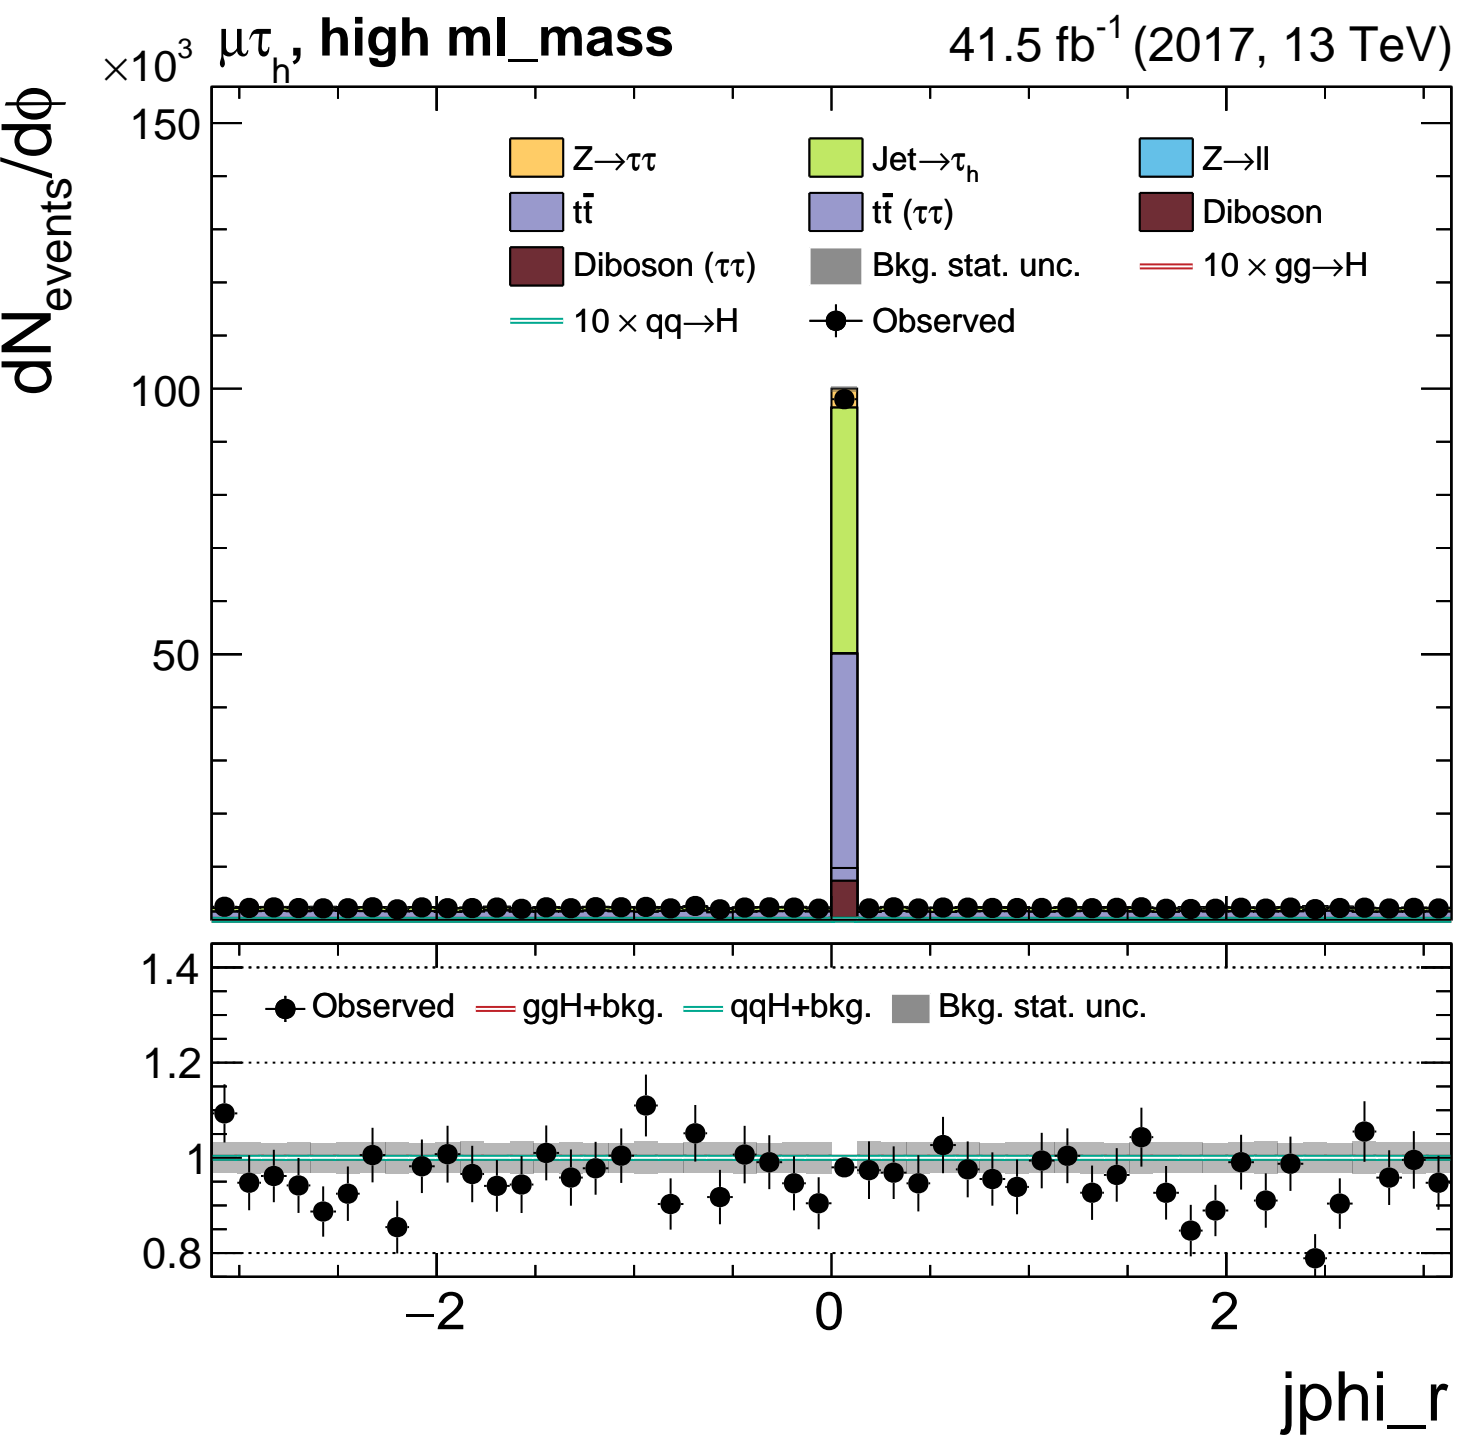 ×10³ μτₕ, high ml_mass 41.5 fb⁻¹ (2017, 13 TeV)
dN_events/dϕ
150
100
50
Z→ττ Jet→τₕ Z→ll
tt̄ tt̄ (ττ) Diboson
Diboson (ττ) Bkg. stat. unc. 10 × gg→H
10 × qq→H Observed
1.4
1.2
1
0.8
Observed ggH+bkg. qqH+bkg. Bkg. stat. unc.
−2 0 2
jphi_r